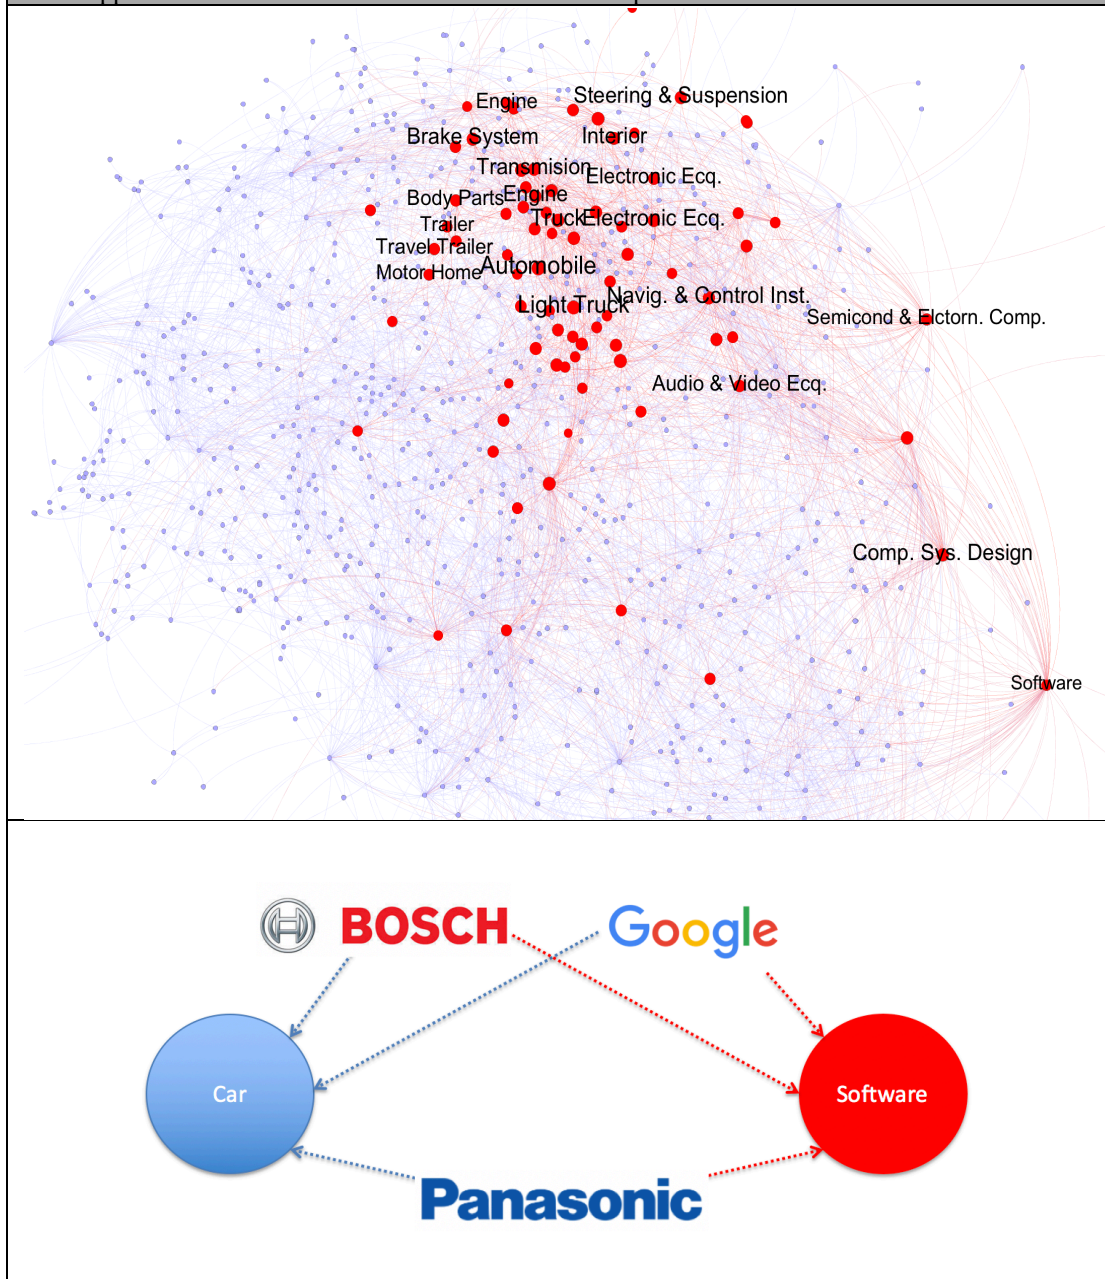 Engine
Steering & Suspension
Brake System
Interior
Transmision
Electronic Ecq.
Body Parts
Engine
Trailer
Truck
Electronic Ecq.
Travel Trailer
Motor Home
Automobile
Light Truck
Navig. & Control Inst.
Semicond & Elctorn. Comp.
Audio & Video Ecq.
Comp. Sys. Design
Software
BOSCH
Google
Car
Software
Panasonic